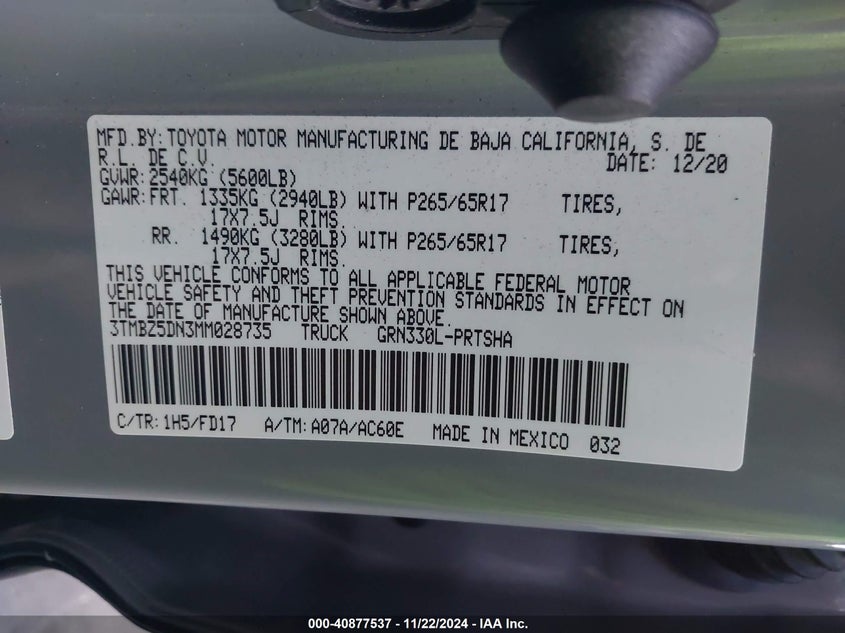 MFD.BY:TOYOTA MOTOR MANUFACTURING DE BAJA CALIFORNIA, S. DE
R.L. DE C.V. DATE: 12/20
GVWR:2540KG (5600LB)
GAWR:FRT. 1335KG (2940LB) WITH P265/65R17 TIRES,
17X7.5J RIMS
RR. 1490KG (3280LB) WITH P265/65R17 TIRES,
17X7.5J RIMS
THIS VEHICLE CONFORMS TO ALL APPLICABLE FEDERAL MOTOR
VEHICLE SAFETY AND THEFT PREVENTION STANDARDS IN EFFECT ON
THE DATE OF MANUFACTURE SHOWN ABOVE.
3TMBZ5DN3MM028735 TRUCK GRN330L-PRTSHA
C/TR:1H5/FD17 A/TM:A07A/AC60E MADE IN MEXICO 032
000-40877537 - 11/22/2024 - IAA Inc.